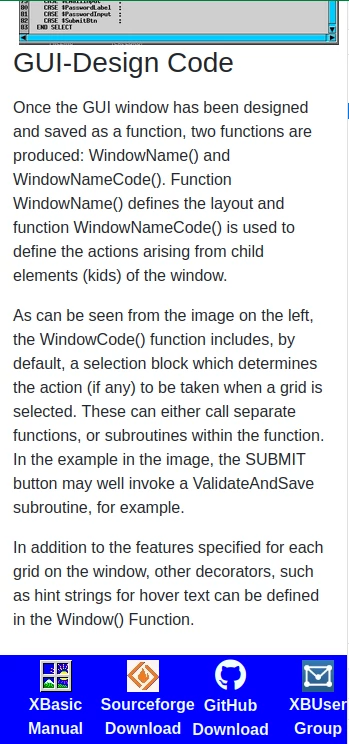 80 CASE $PasswordLabel :
81 CASE $PasswordInput :
82 CASE $SubmitBtn :
83 END SELECT
GUI-Design Code
Once the GUI window has been designed
and saved as a function, two functions are
produced: WindowName() and
WindowNameCode(). Function
WindowName() defines the layout and
function WindowNameCode() is used to
define the actions arising from child
elements (kids) of the window.
As can be seen from the image on the left,
the WindowCode() function includes, by
default, a selection block which determines
the action (if any) to be taken when a grid is
selected. These can either call separate
functions, or subroutines within the function.
In the example in the image, the SUBMIT
button may well invoke a ValidateAndSave
subroutine, for example.
In addition to the features specified for each
grid on the window, other decorators, such
as hint strings for hover text can be defined
in the Window() Function.
XBasic Sourceforge GitHub XBUser
Manual Download Download Group